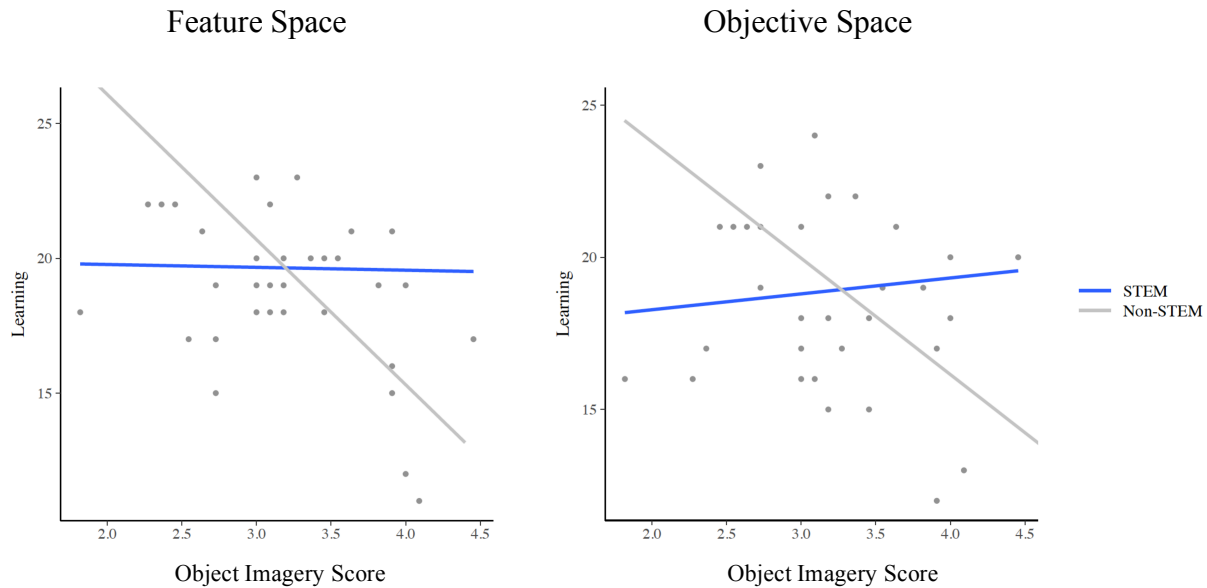 Feature Space
Objective Space
Learning
25
20
15
2.0 2.5 3.0 3.5 4.0 4.5
Object Imagery Score
Learning
25
20
15
2.0 2.5 3.0 3.5 4.0 4.5
Object Imagery Score
STEM
Non-STEM